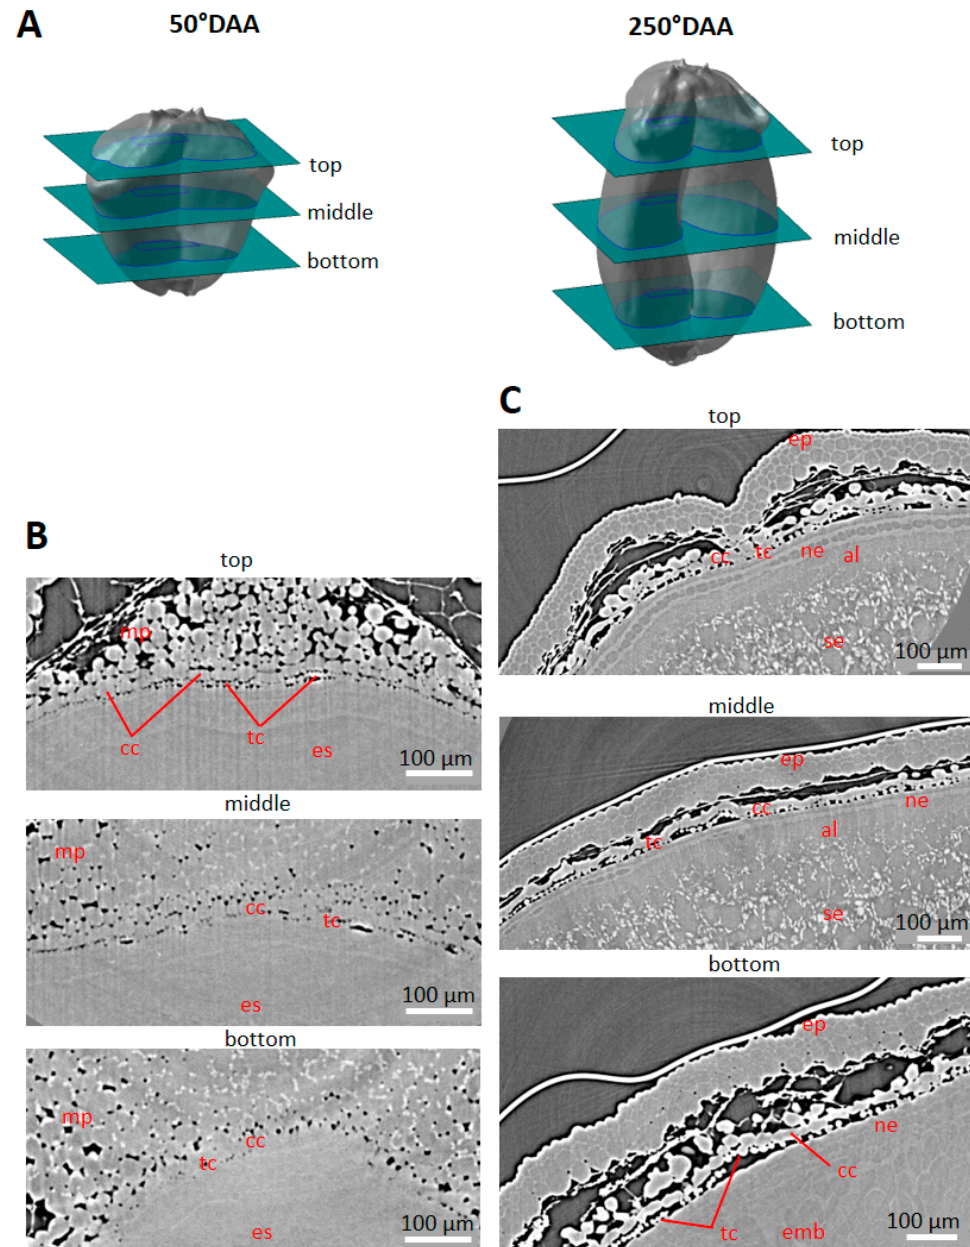 A
50°DAA
250°DAA
top
middle
bottom
top
middle
bottom
B
top
mp
cc
tc
es
100 µm
middle
mp
cc
tc
es
100 µm
bottom
mp
cc
tc
es
100 µm
C
top
ep
cc
tc
ne
al
se
100 µm
middle
ep
cc
ne
tc
al
se
100 µm
bottom
ep
ne
cc
tc
emb
100 µm